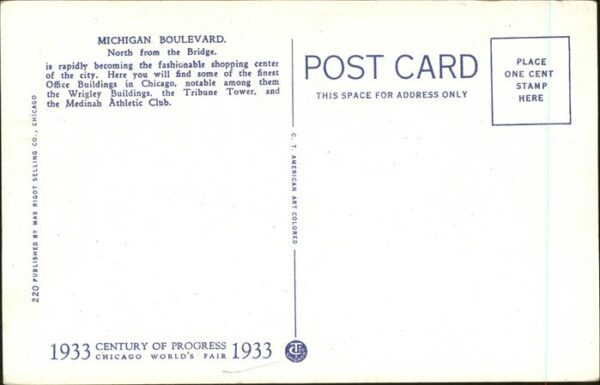 MICHIGAN BOULEVARD.
North from the Bridge.
is rapidly becoming the fashionable shopping center
of the city. Here you will find some of the finest
Office Buildings in Chicago, notable among them
the Wrigley Buildings, the Tribune Tower, and
the Medinah Athletic Club.
220 PUBLISHED BY MAX RIGOT SELLING CO., CHICAGO
C. T. AMERICAN ART COLORED
POST CARD
THIS SPACE FOR ADDRESS ONLY
PLACE
ONE CENT
STAMP
HERE
1933 CENTURY OF PROGRESS 1933
CHICAGO WORLD'S FAIR